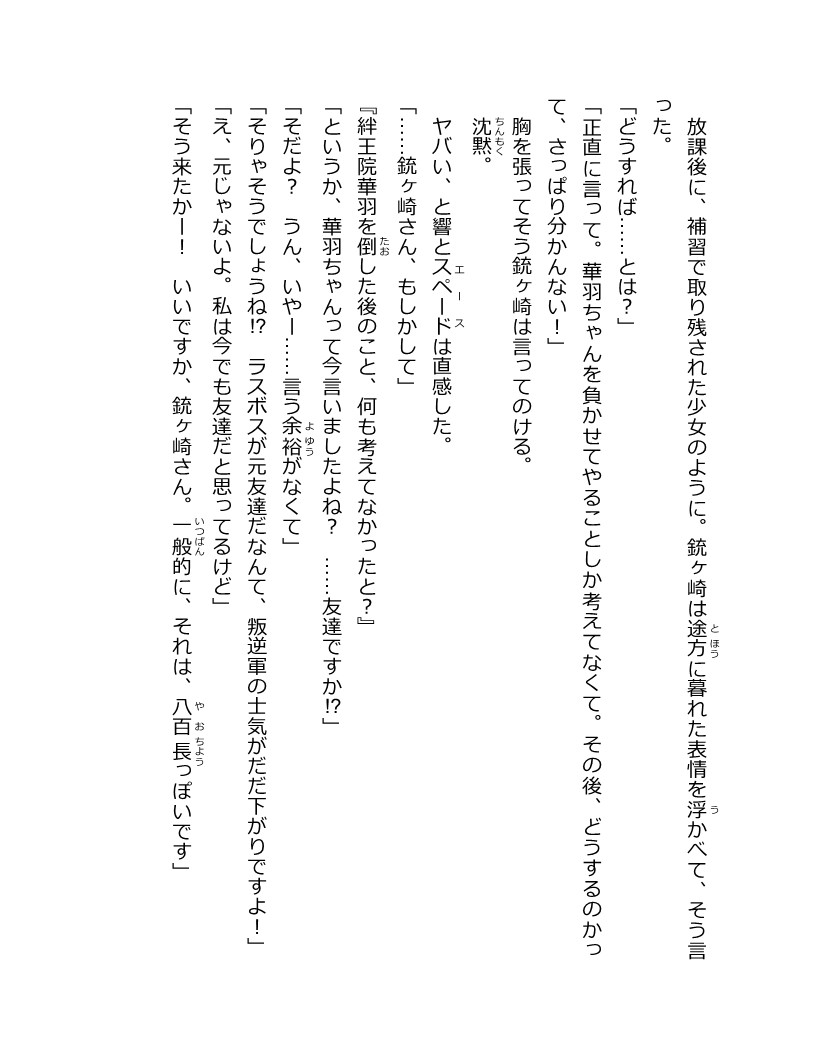 放課後に、補習で取り残された少女のように。銃ヶ崎は途方に暮れた表情を浮かべて、そう言
った。
「どうすれば……とは？」
「正直に言って。華羽ちゃんを負かせてやることしか考えてなくて。その後、どうするのかっ
て、さっぱり分かんない！」
胸を張ってそう銃ヶ崎は言ってのける。
沈黙。
ヤバい、と響とスペードは直感した。
「……銃ヶ崎さん、もしかして」
『絆王院華羽を倒した後のこと、何も考えてなかったと？』
「というか、華羽ちゃんって今言いましたよね？　……友達ですか⁉」
「そだよ？　うん、いやー……言う余裕がなくて」
「そりゃそうでしょうね⁉　ラスボスが元友達だなんて、叛逆軍の士気がだだ下がりですよ！」
「え、元じゃないよ。私は今でも友達だと思ってるけど」
「そう来たかー！　いいですか、銃ヶ崎さん。一般的に、それは、八百長っぽいです」